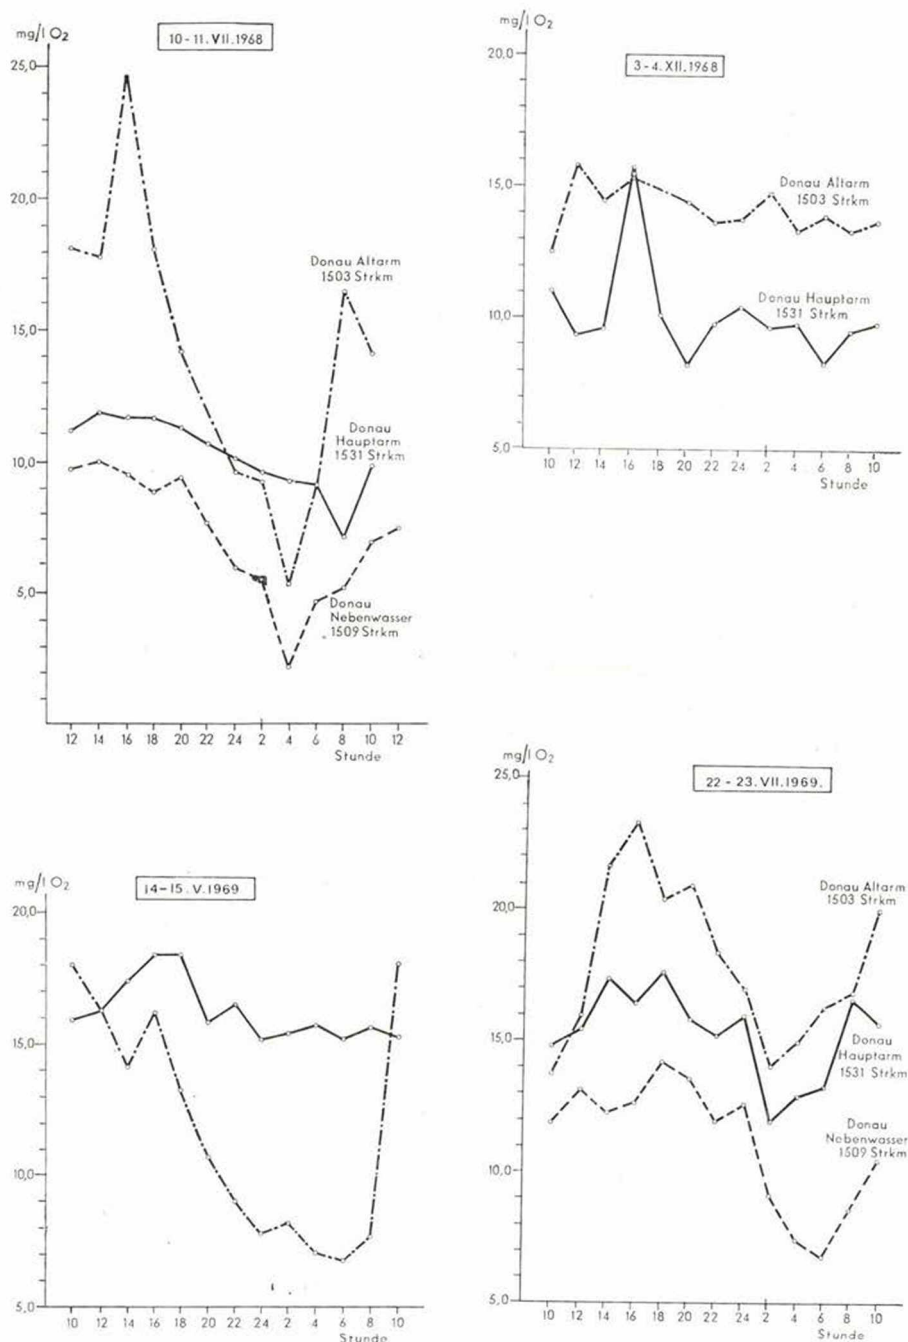 mg/l O2
10-11.VII.1968
25,0
20,0
15,0
10,0
5,0
Donau Altarm
1503 Strkm
Donau
Hauptarm
1531 Strkm
Donau
Nebenwasser
1509 Strkm
12 14 16 18 20 22 24 2 4 6 8 10 12
Stunde
mg/l O2
3-4.XII.1968
20,0
15,0
10,0
5,0
Donau Altarm
1503 Strkm
Donau Hauptarm
1531 Strkm
10 12 14 16 18 20 22 24 2 4 6 8 10
Stunde
mg/l O2
14-15.V.1969
20,0
15,0
10,0
5,0
10 12 14 16 18 20 22 24 2 4 6 8 10
Stunde
mg/l O2
22-23.VII.1969.
25,0
20,0
15,0
10,0
5,0
Donau Altarm
1503 Strkm
Donau
Hauptarm
1531 Strkm
Donau
Nebenwasser
1509 Strkm
10 12 14 16 18 20 22 24 2 4 6 8 10
Stunde